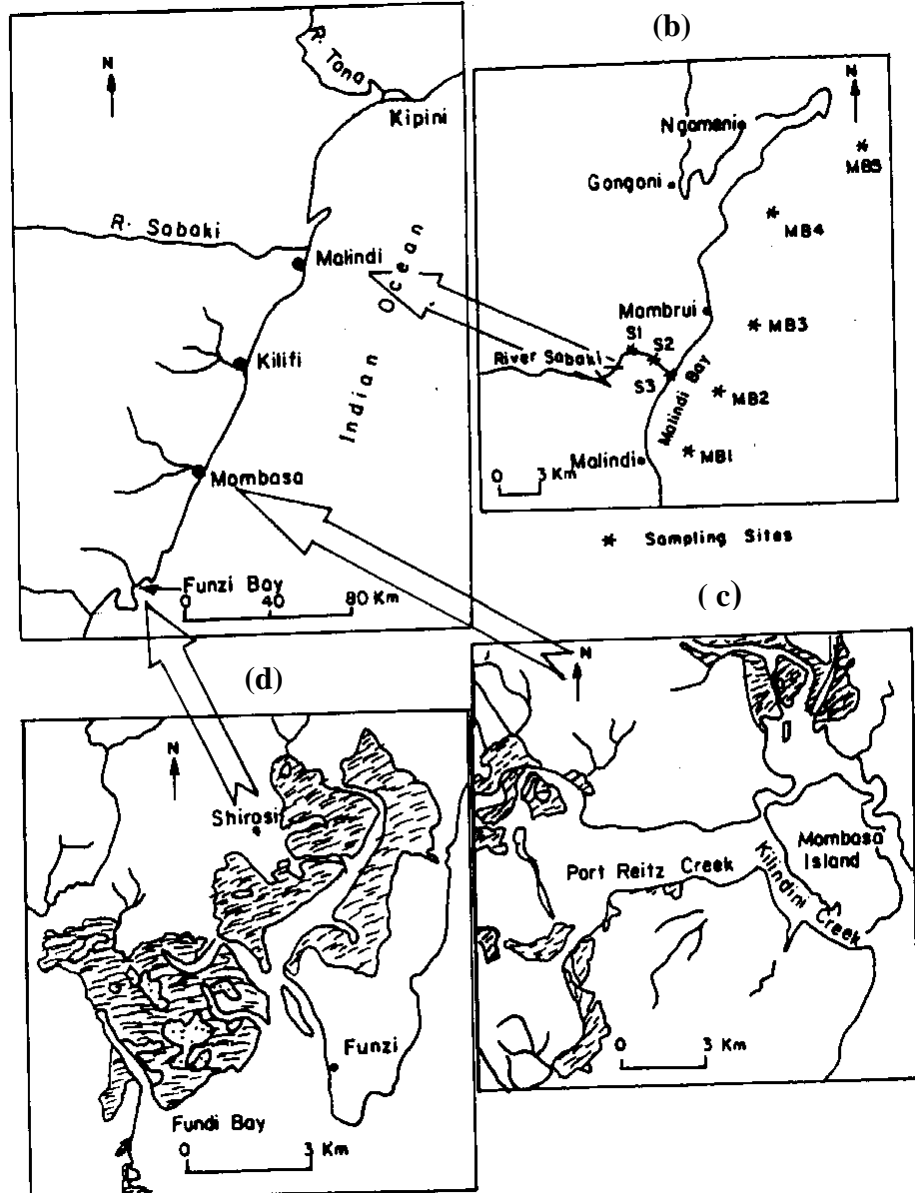 N
R. Tana
Kipini
R. Sabaki
Malindi
Indian Ocean
Kilifi
Mombasa
Funzi Bay
0 40 80 Km
(b)
N
Ngomeni
Gongoni
MB5
MB4
Mambrui
MB3
S1
S2
River Sabaki
S3
Malindi Bay
MB2
Malindi
MB1
0 3 Km
* Sampling Sites
( c)
N
Mombasa
Island
Port Reitz Creek
Kilindini Creek
0 3 Km
(d)
N
Shirasi
Funzi
Fundi Bay
0 3 Km